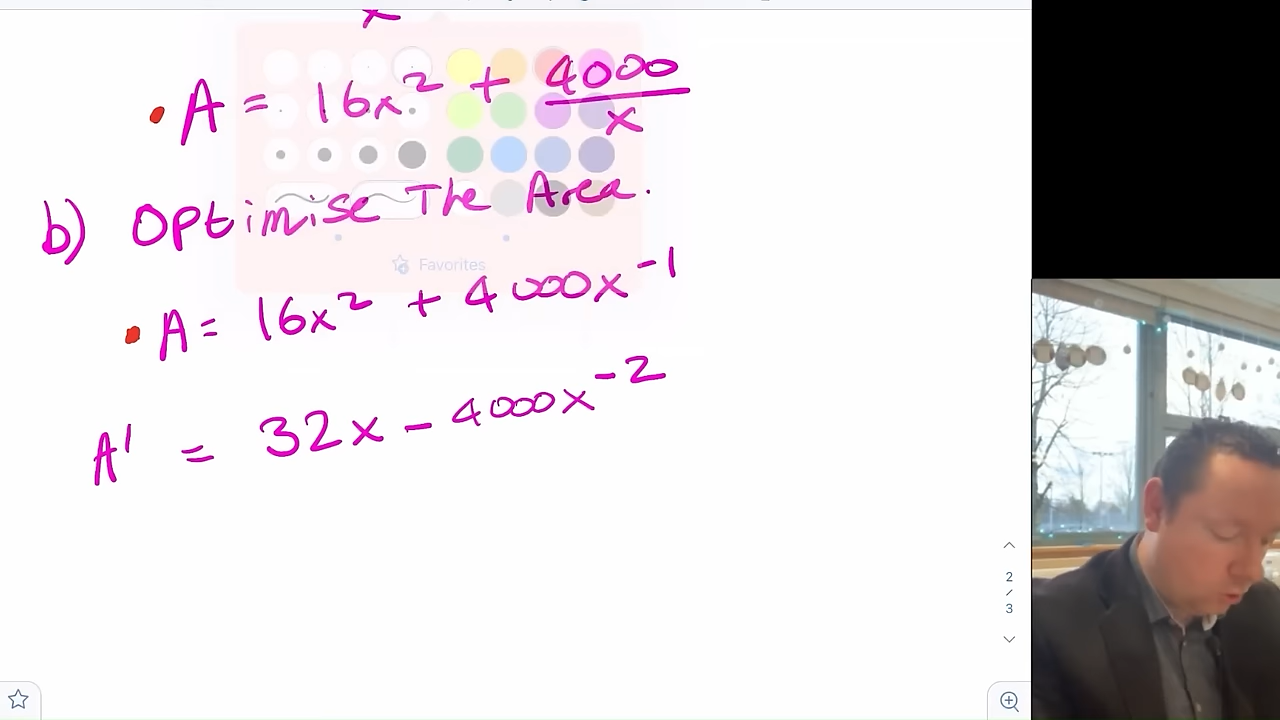 x
• A = 16x² + 4000/x
b) Optimise The Area.
Favorites
• A = 16x² + 4000x⁻¹
A' = 32x - 4000x⁻²
2
/
3